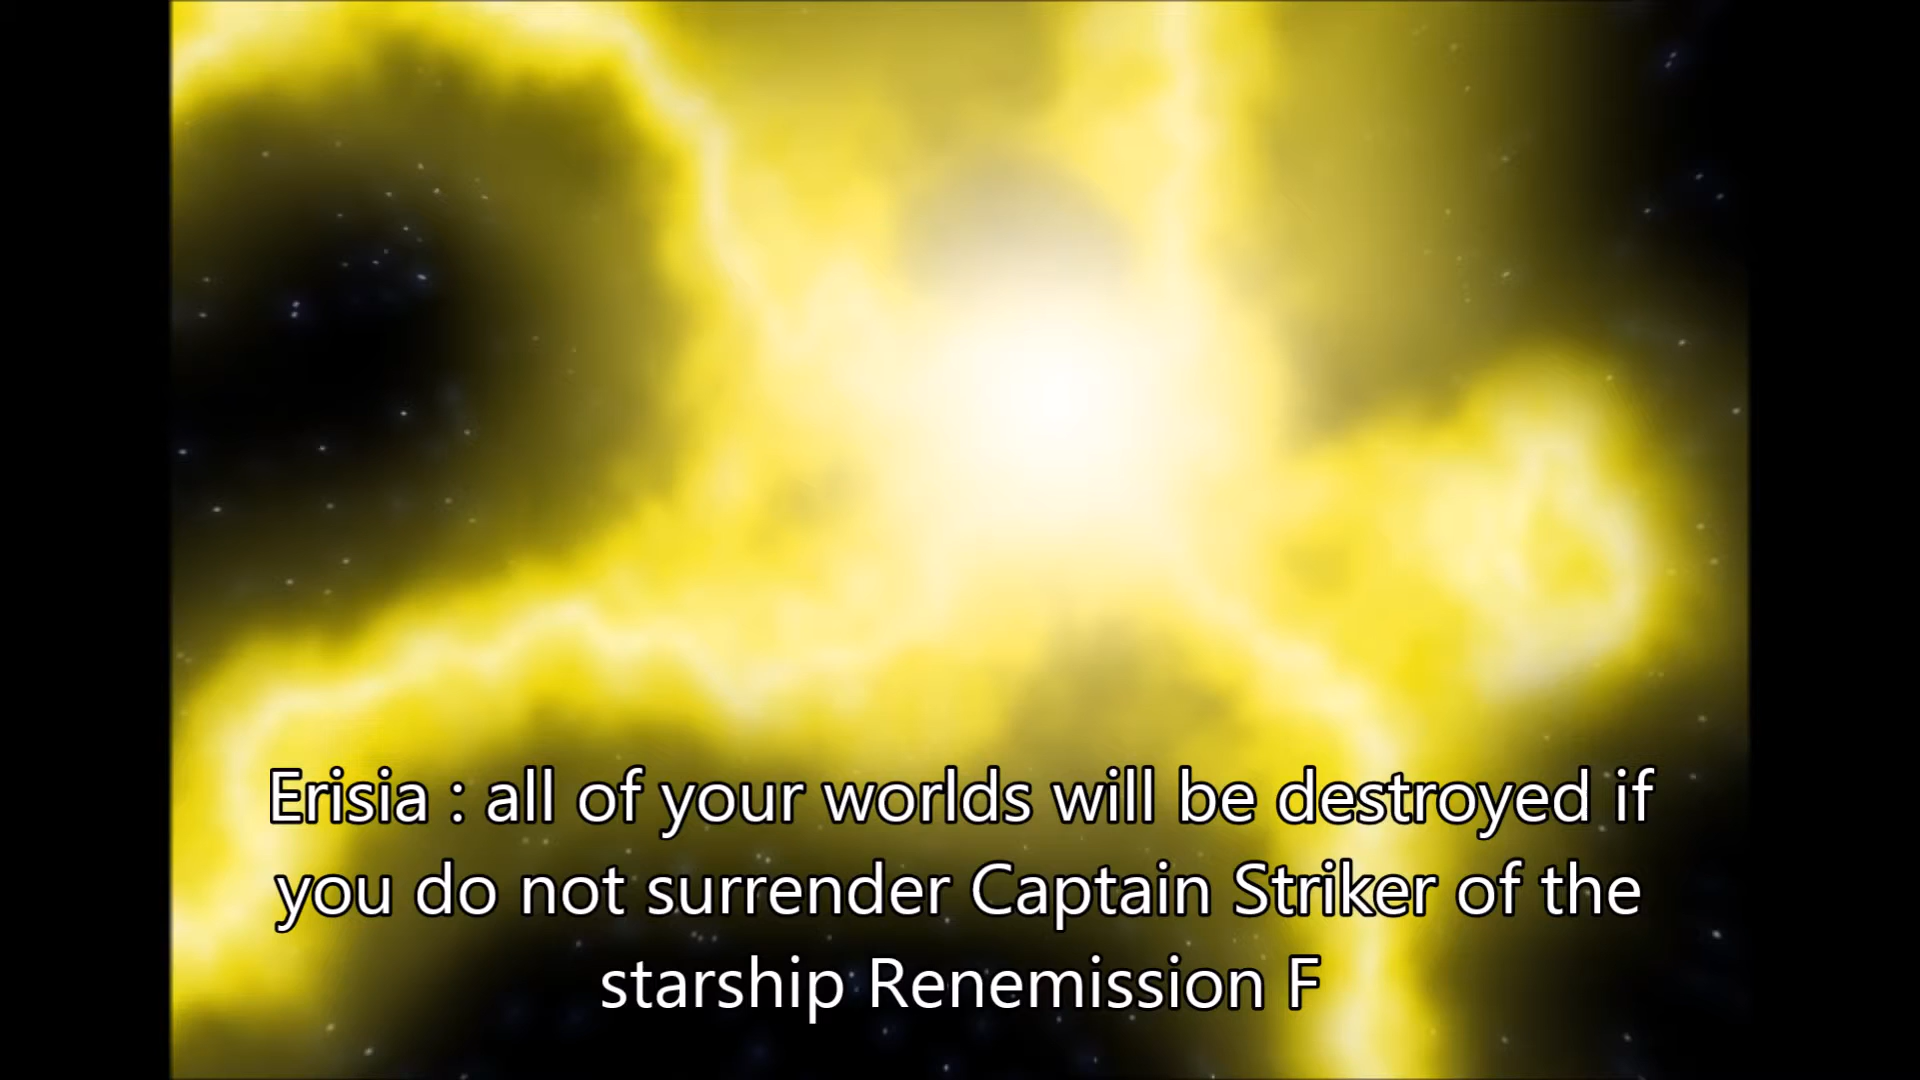 Erisia : all of your worlds will be destroyed if
you do not surrender Captain Striker of the
starship Renemission F